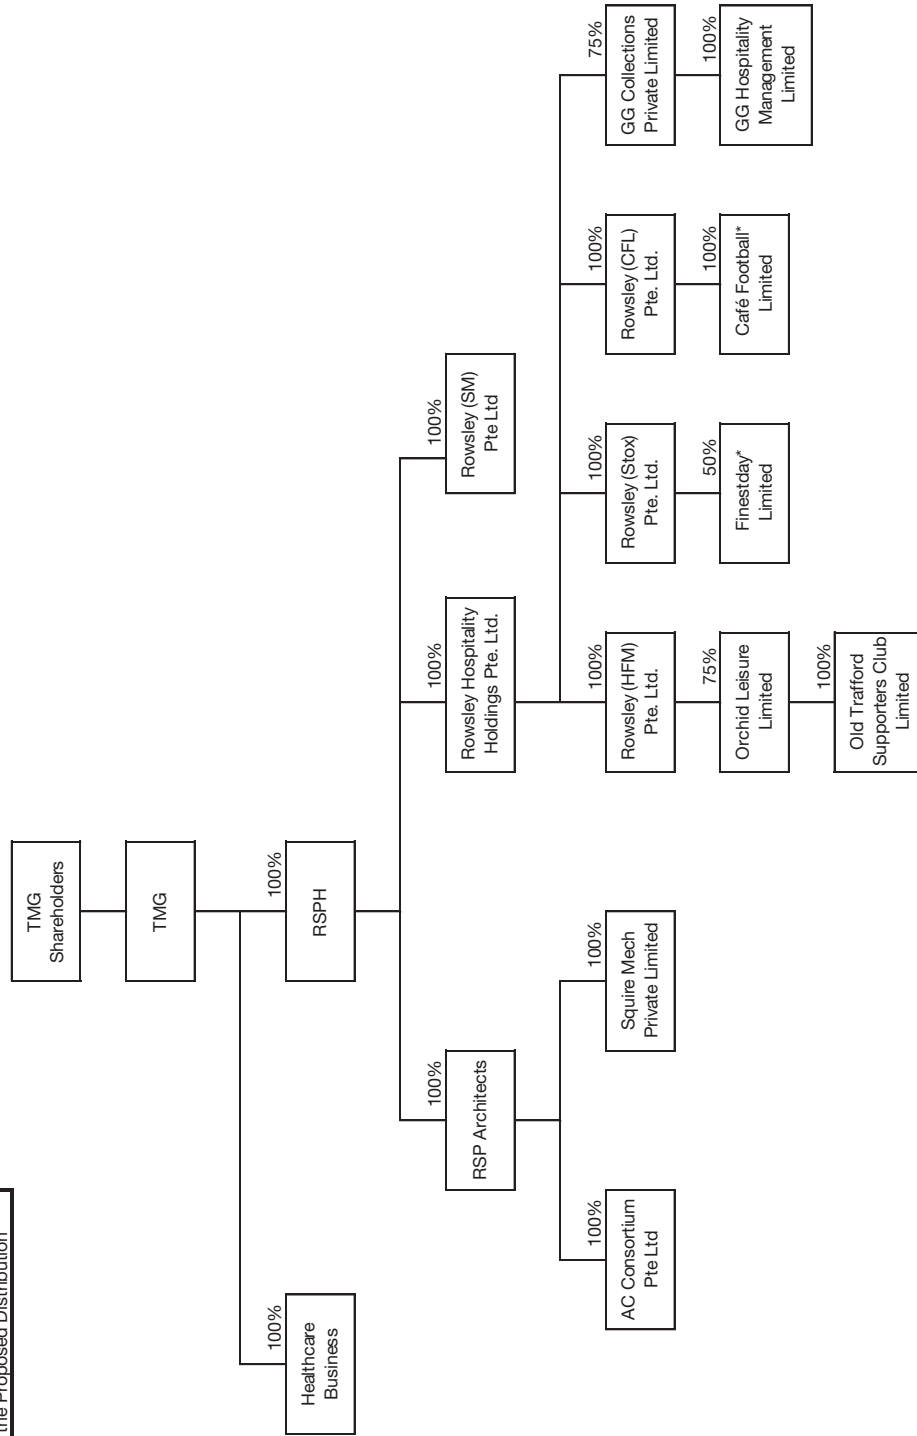 the Proposed Distribution
TMG
Shareholders
TMG
100%
Healthcare
Business
100%
RSPH
100%
RSP Architects
100%
Rowsley Hospitality
Holdings Pte. Ltd.
100%
Rowsley (SM)
Pte Ltd
100%
AC Consortium
Pte Ltd
100%
Squire Mech
Private Limited
100%
Rowsley (HFM)
Pte. Ltd.
100%
Rowsley (Stox)
Pte. Ltd.
100%
Rowsley (CFL)
Pte. Ltd.
75%
GG Collections
Private Limited
75%
Orchid Leisure
Limited
50%
Finestday*
Limited
100%
Café Football*
Limited
100%
GG Hospitality
Management
Limited
100%
Old Trafford
Supporters Club
Limited